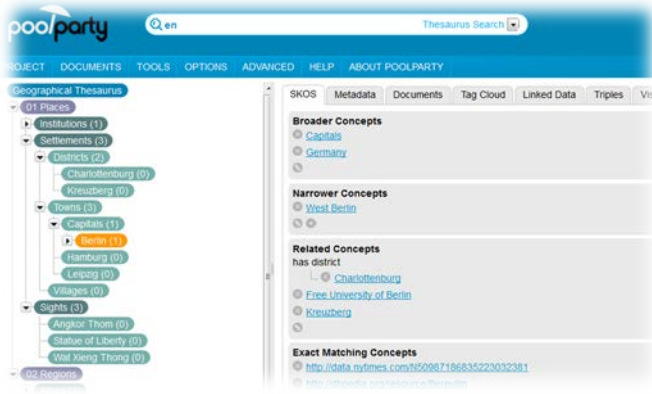 poolparty
en
Thesaurus Search
PROJECT DOCUMENTS TOOLS OPTIONS ADVANCED HELP ABOUT POOLPARTY
Geographical Thesaurus
01 Places
Institutions (1)
Settlements (3)
Districts (2)
Charlottenburg (0)
Kreuzberg (0)
Towns (3)
Capitals (1)
Berlin (1)
Hamburg (0)
Leipzig (0)
Villages (0)
Sights (3)
Angkor Thom (0)
Statue of Liberty (0)
Wat Xieng Thong (0)
02 Regions
SKOS Metadata Documents Tag Cloud Linked Data Triples
Broader Concepts
Capitals
Germany
Narrower Concepts
West Berlin
Related Concepts
has district
Charlottenburg
Free University of Berlin
Kreuzberg
Exact Matching Concepts
http://data.nytimes.com/N50987186835223032381